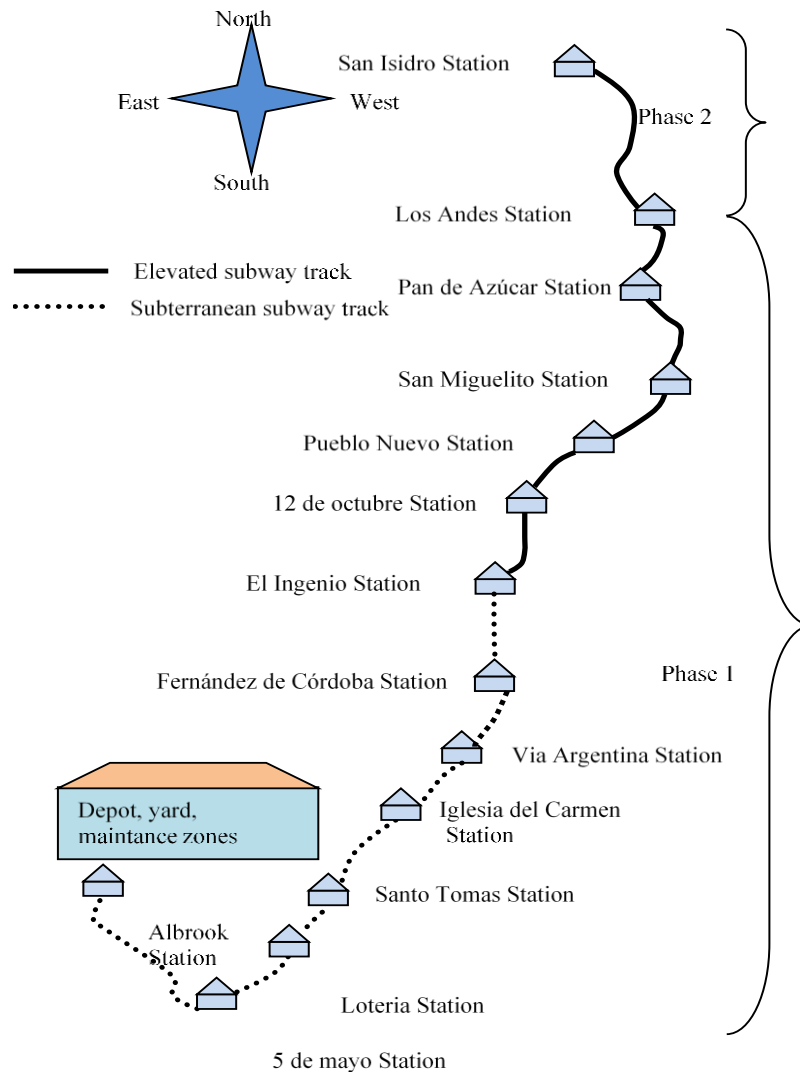 North
San Isidro Station
East
West
Phase 2
South
Los Andes Station
Elevated subway track
Pan de Azúcar Station
Subterranean subway track
San Miguelito Station
Pueblo Nuevo Station
12 de octubre Station
El Ingenio Station
Fernández de Córdoba Station
Phase 1
Via Argentina Station
Depot, yard,
maintance zones
Iglesia del Carmen
Station
Santo Tomas Station
Albrook
Station
Loteria Station
5 de mayo Station